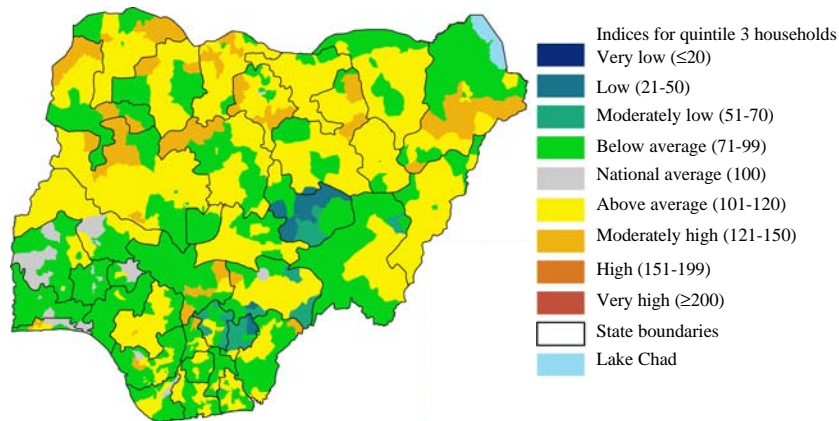 Indices for quintile 3 households
Very low (≤20)
Low (21-50)
Moderately low (51-70)
Below average (71-99)
National average (100)
Above average (101-120)
Moderately high (121-150)
High (151-199)
Very high (≥200)
State boundaries
Lake Chad